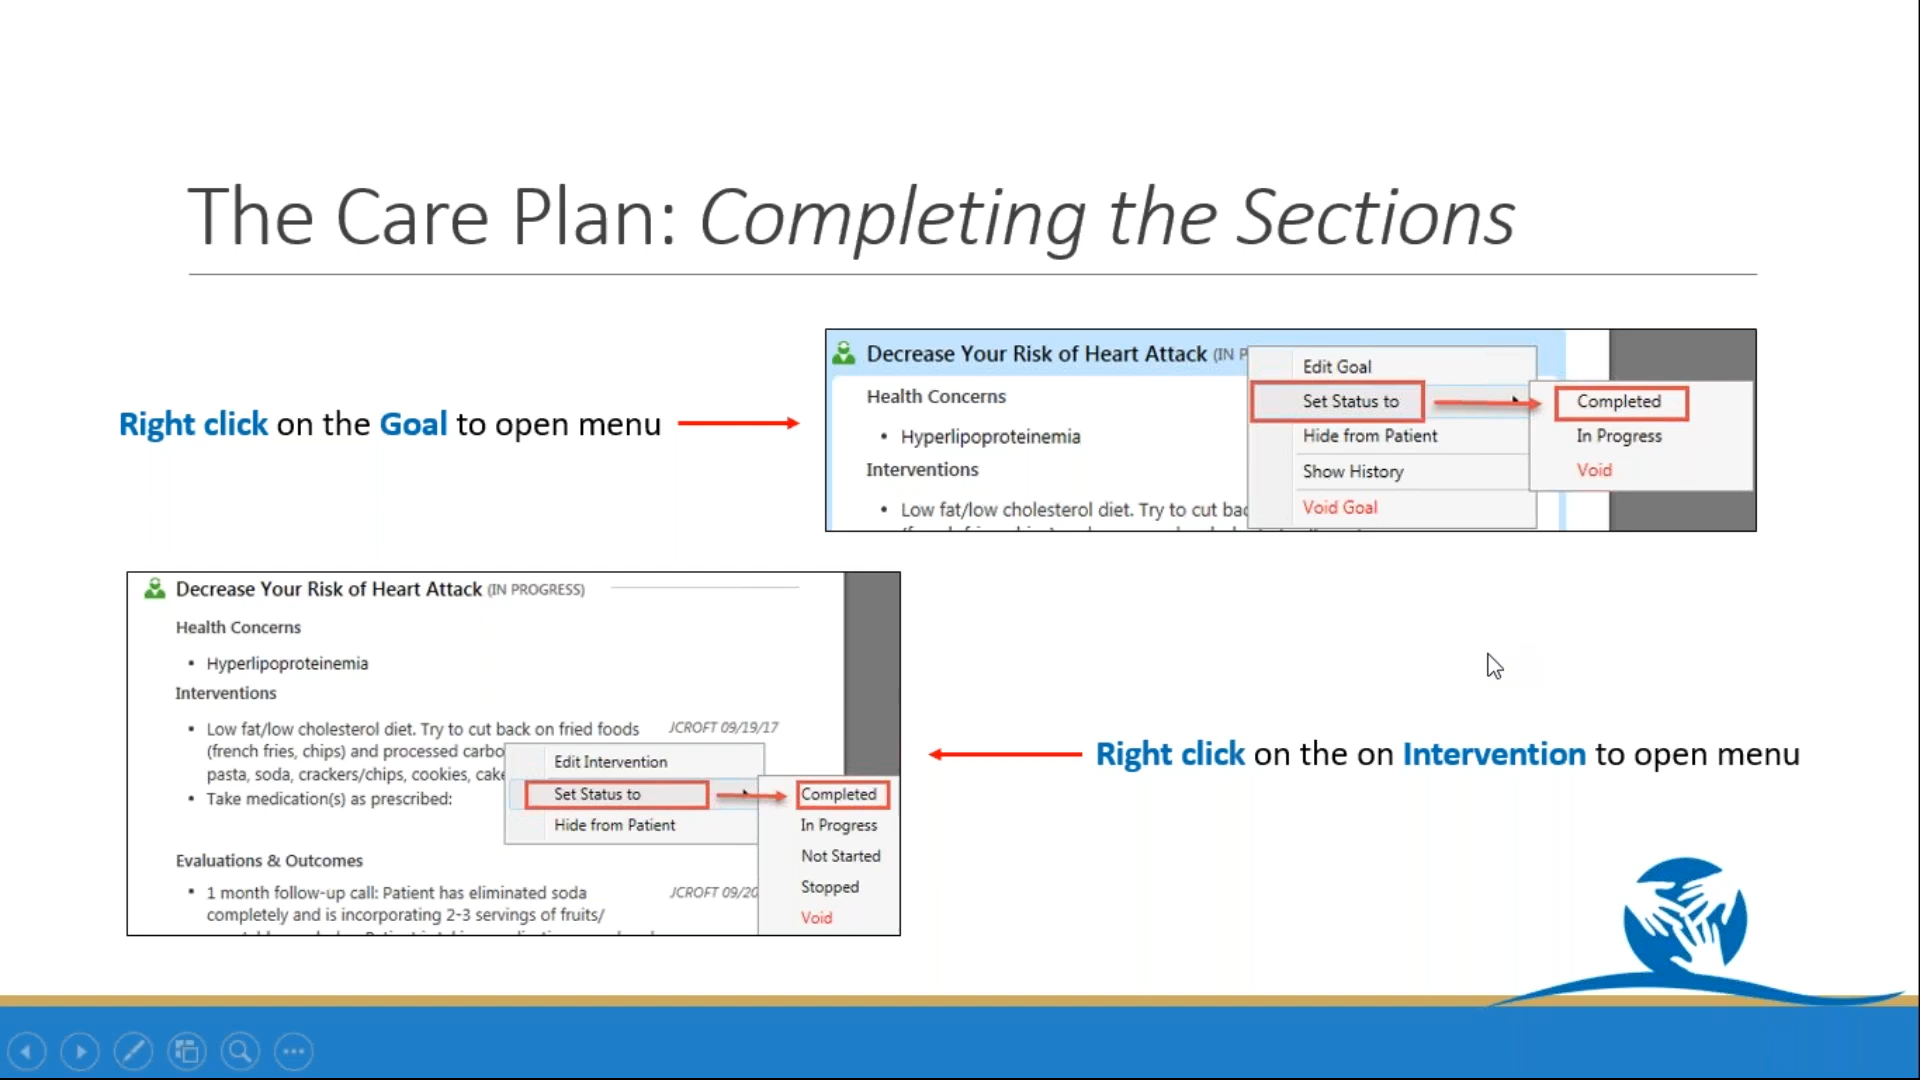 The Care Plan: Completing the Sections
Right click on the Goal to open menu
Decrease Your Risk of Heart Attack (IN P
Health Concerns
• Hyperlipoproteinemia
Interventions
• Low fat/low cholesterol diet. Try to cut bac
Edit Goal
Set Status to
Hide from Patient
Show History
Void Goal
Completed
In Progress
Void
Decrease Your Risk of Heart Attack (IN PROGRESS)
Health Concerns
• Hyperlipoproteinemia
Interventions
• Low fat/low cholesterol diet. Try to cut back on fried foods JCROFT 09/19/17
(french fries, chips) and processed carbo
pasta, soda, crackers/chips, cookies, cake
• Take medication(s) as prescribed:
Edit Intervention
Set Status to
Hide from Patient
Completed
In Progress
Not Started
Stopped
Void
Evaluations & Outcomes
• 1 month follow-up call: Patient has eliminated soda JCROFT 09/20
completely and is incorporating 2-3 servings of fruits/
Right click on the on Intervention to open menu